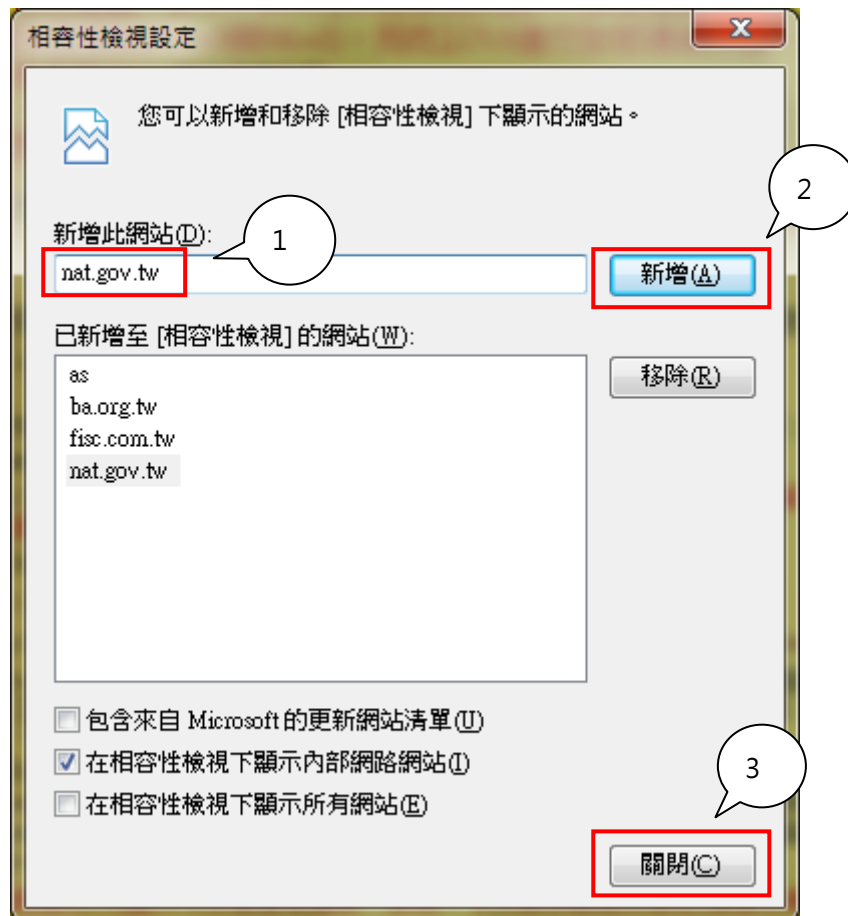 相容性檢視設定
您可以新增和移除 [相容性檢視] 下顯示的網站。
2
新增此網站(D):
1
nat.gov.tw
新增(A)
已新增至 [相容性檢視] 的網站(W):
as
移除(R)
ba.org.tw
fisc.com.tw
nat.gov.tw
包含來自 Microsoft 的更新網站清單(U)
在相容性檢視下顯示內部網路網站(I)
3
在相容性檢視下顯示所有網站(E)
關閉(C)